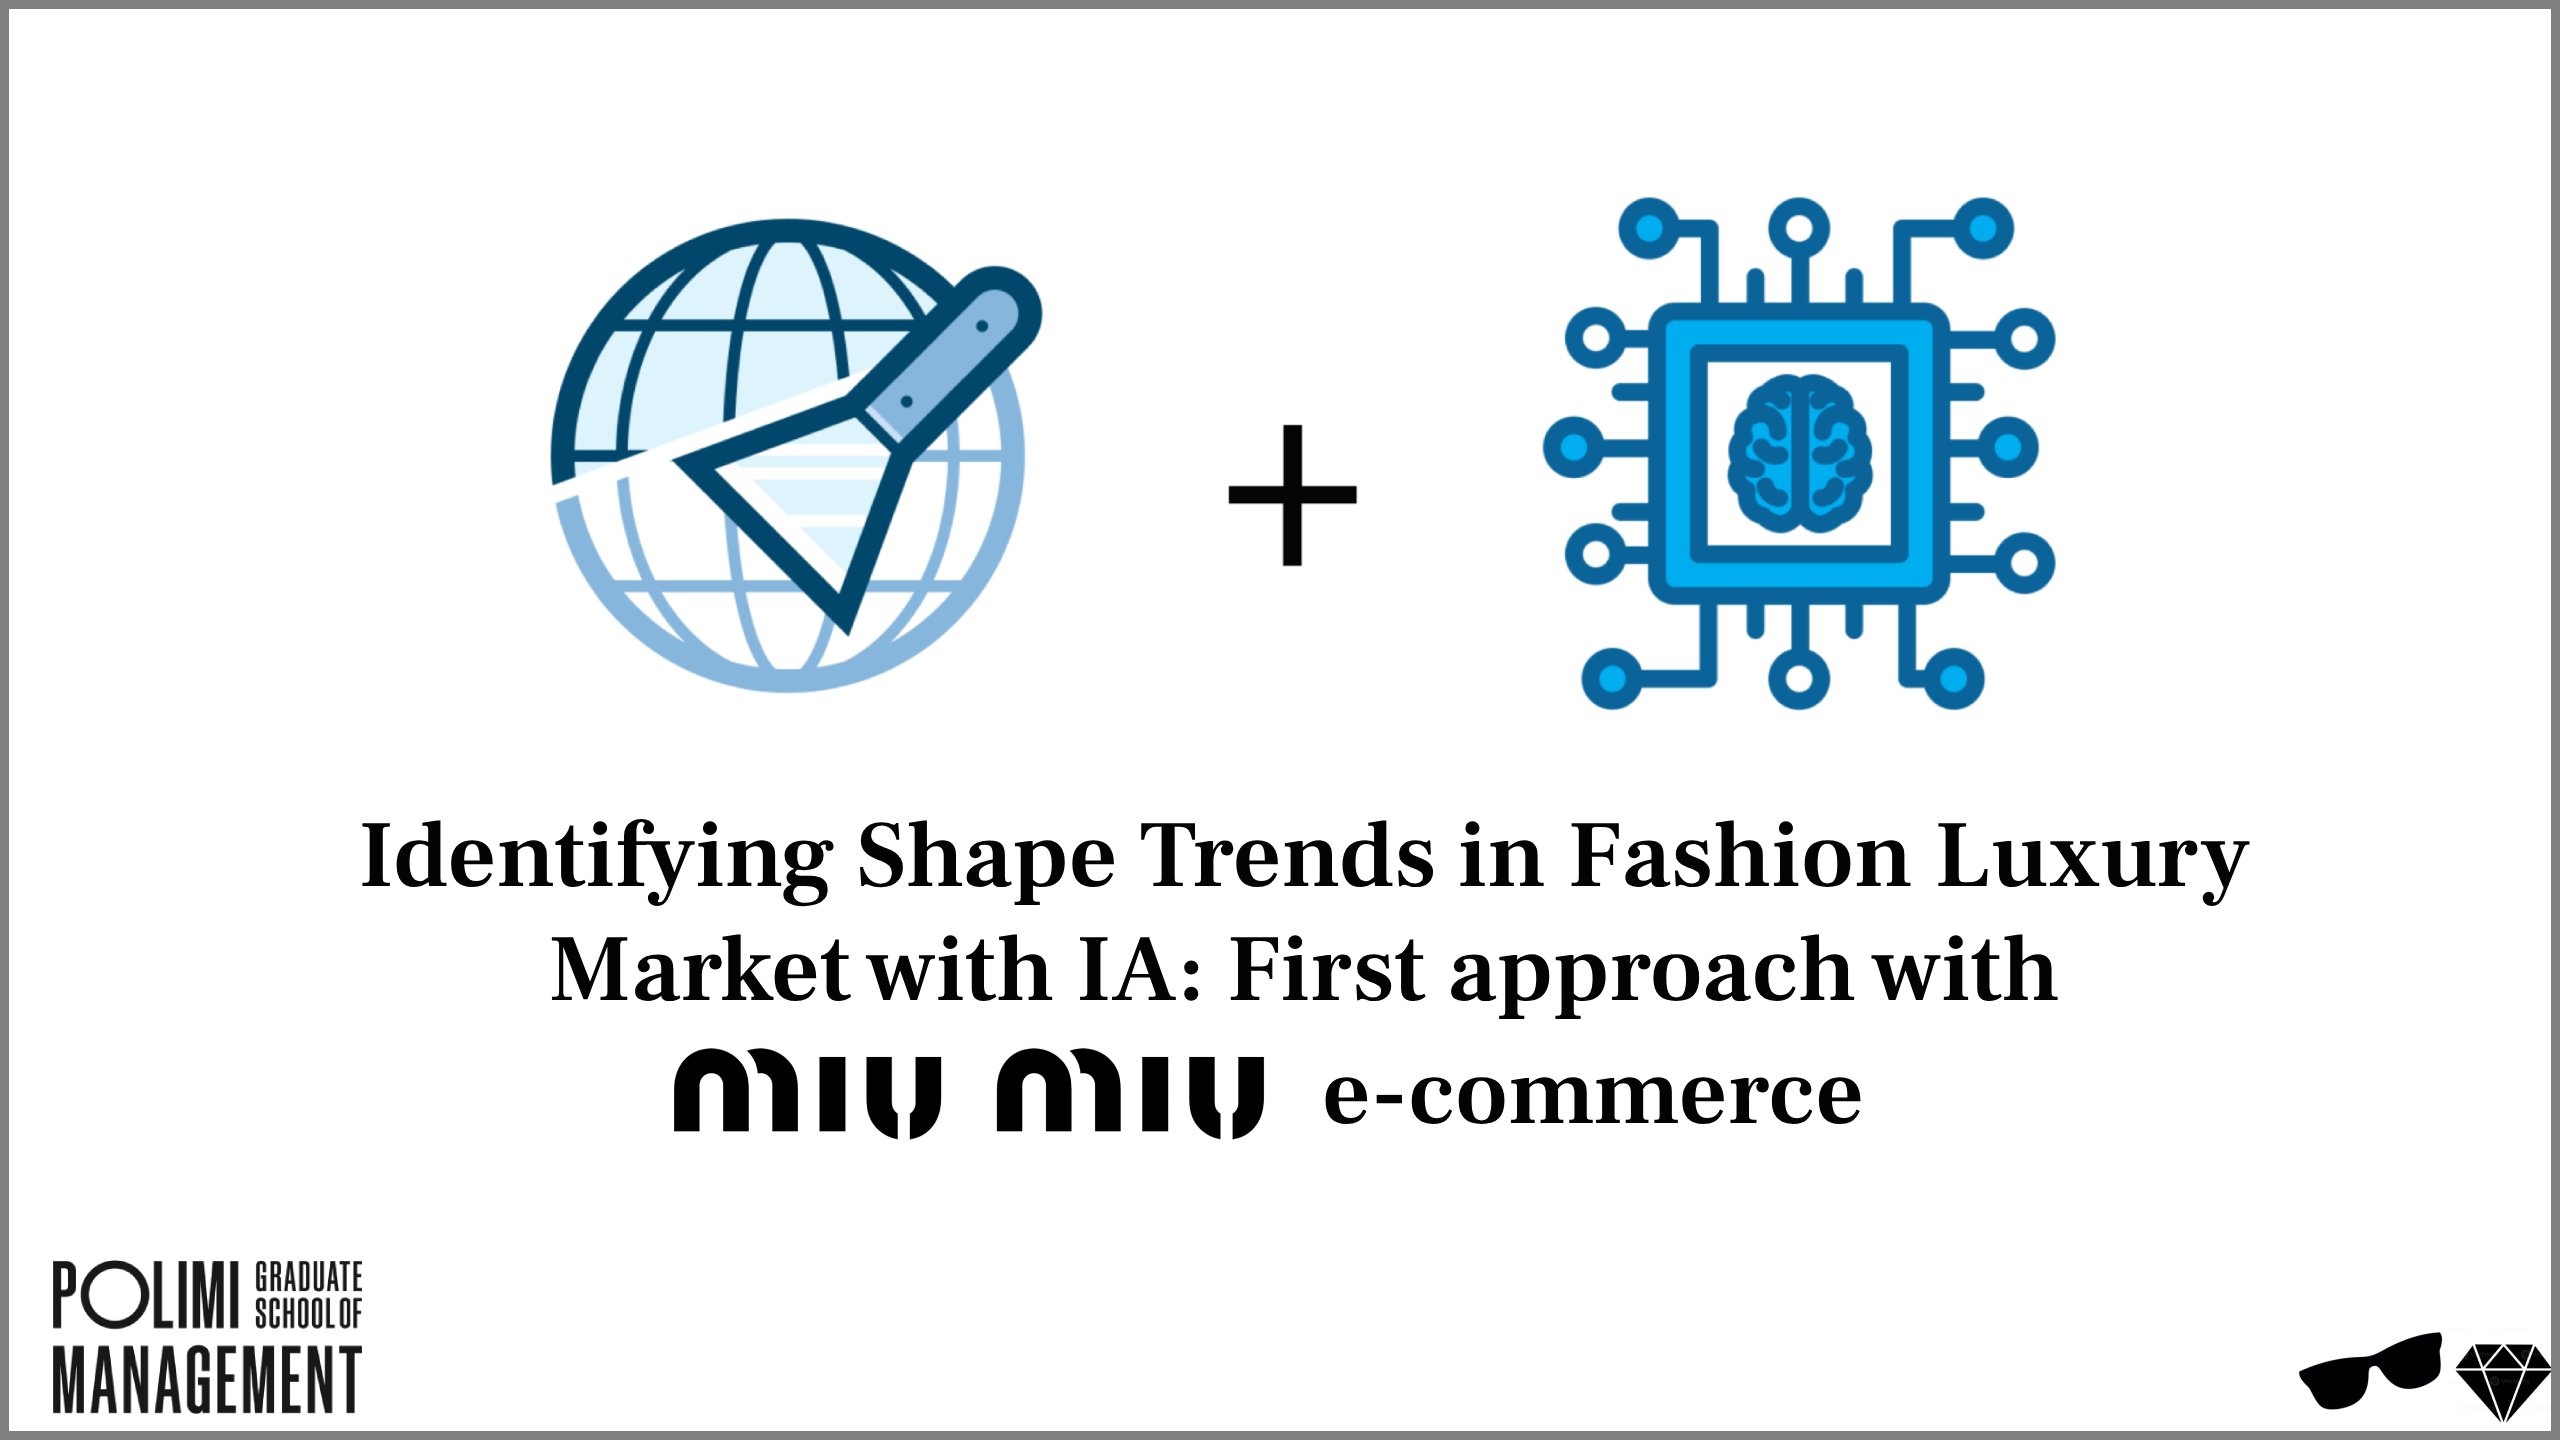 Identifying Shape Trends in Fashion Luxury
Market with IA: First approach with
miu miu e-commerce
POLIMI GRADUATE
SCHOOL OF
MANAGEMENT